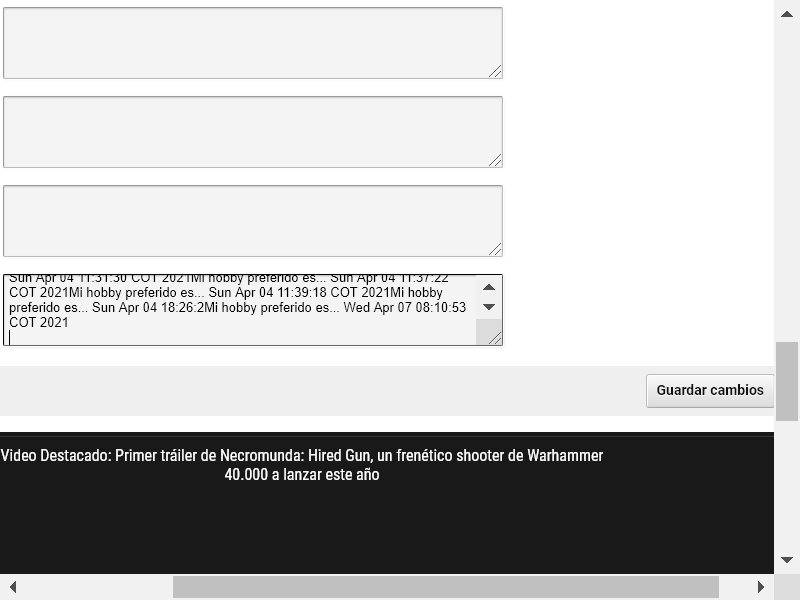 Sun Apr 04 11:31:30 COT 2021Mi hobby preferido es... Sun Apr 04 11:37:22
COT 2021Mi hobby preferido es... Sun Apr 04 11:39:18 COT 2021Mi hobby
preferido es... Sun Apr 04 18:26:2Mi hobby preferido es... Wed Apr 07 08:10:53
COT 2021
Guardar cambios
Video Destacado: Primer tráiler de Necromunda: Hired Gun, un frenético shooter de Warhammer
40.000 a lanzar este año